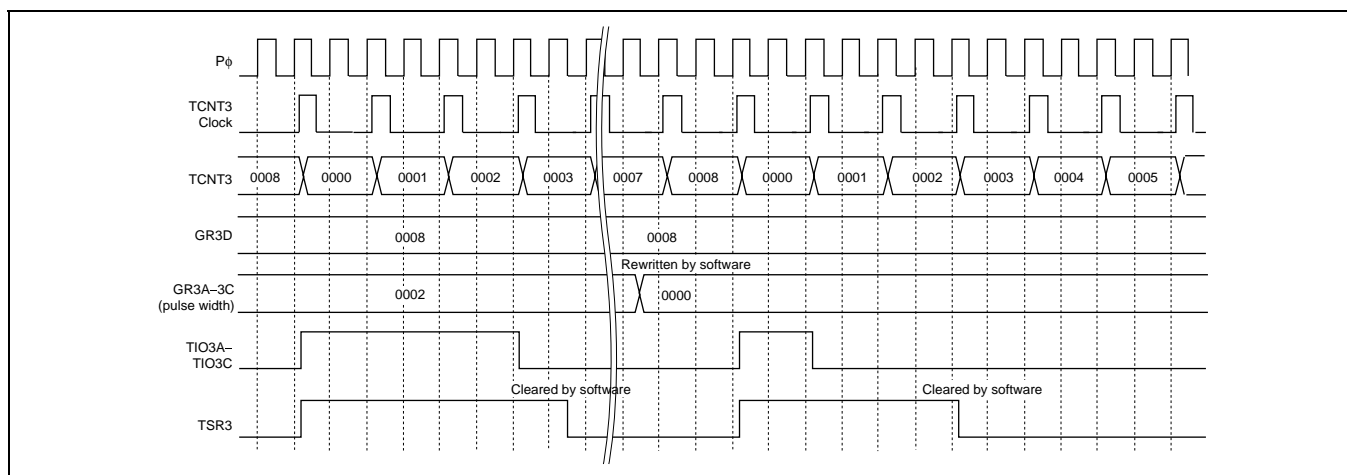 Pϕ
TCNT3
Clock
TCNT3
0008 0000 0001 0002 0003 0007 0008 0000 0001 0002 0003 0004 0005
GR3D
0008 0008
Rewritten by software
GR3A–3C
(pulse width)
0002 0000
TIO3A–
TIO3C
Cleared by software Cleared by software
TSR3